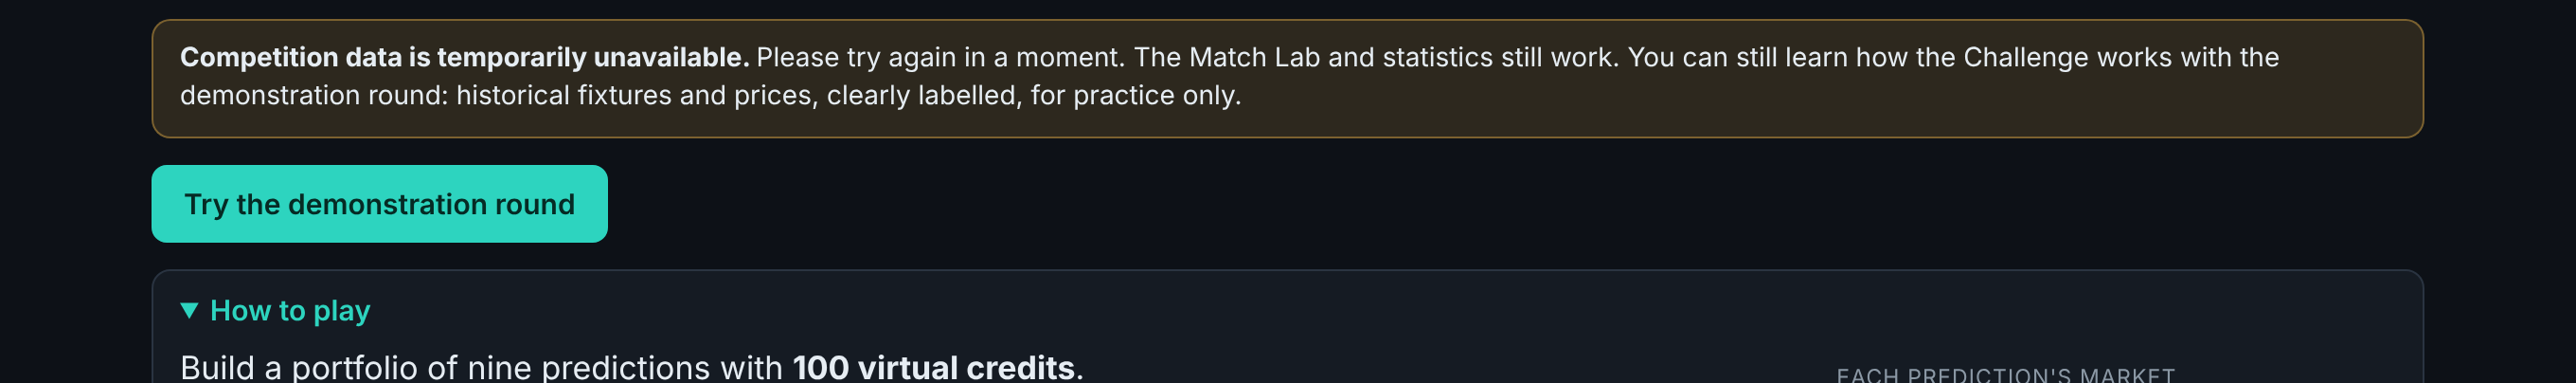 Competition data is temporarily unavailable. Please try again in a moment. The Match Lab and statistics still work. You can still learn how the Challenge works with the
demonstration round: historical fixtures and prices, clearly labelled, for practice only.
Try the demonstration round
▼ How to play
Build a portfolio of nine predictions with 100 virtual credits.
EACH PREDICTION'S MARKET